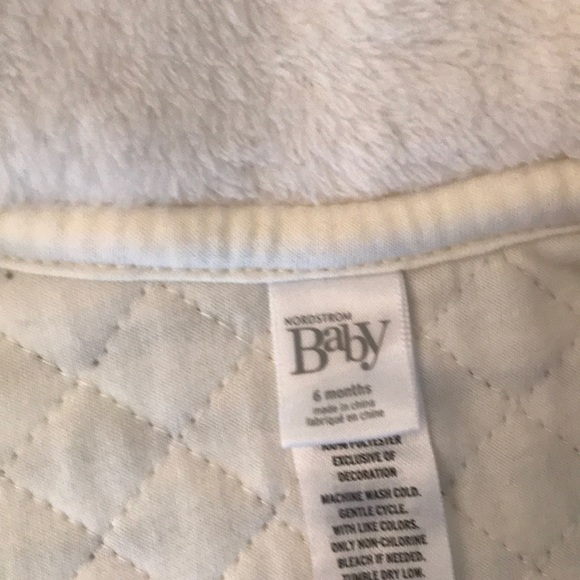 NORDSTROM
Baby
6 months
made in china
fabriqué en chine
100% POLYESTER
EXCLUSIVE OF
DECORATION
MACHINE WASH COLD.
GENTLE CYCLE.
WITH LIKE COLORS.
ONLY NON-CHLORINE
BLEACH IF NEEDED.
TUMBLE DRY LOW.